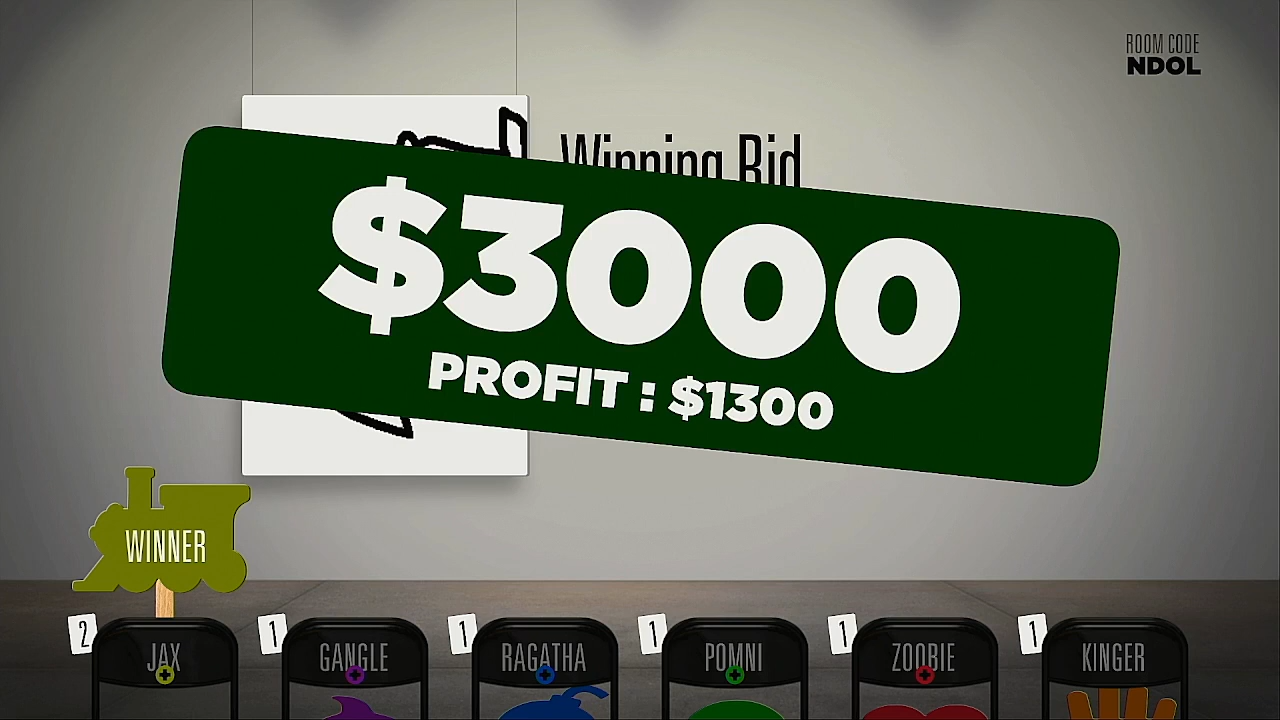 ROOM CODE
NDOL
Winning Bid
$3000
PROFIT : $1300
WINNER
2
1
1
1
1
1
JAX
GANGLE
RAGATHA
POMNI
ZOOBIE
KINGER